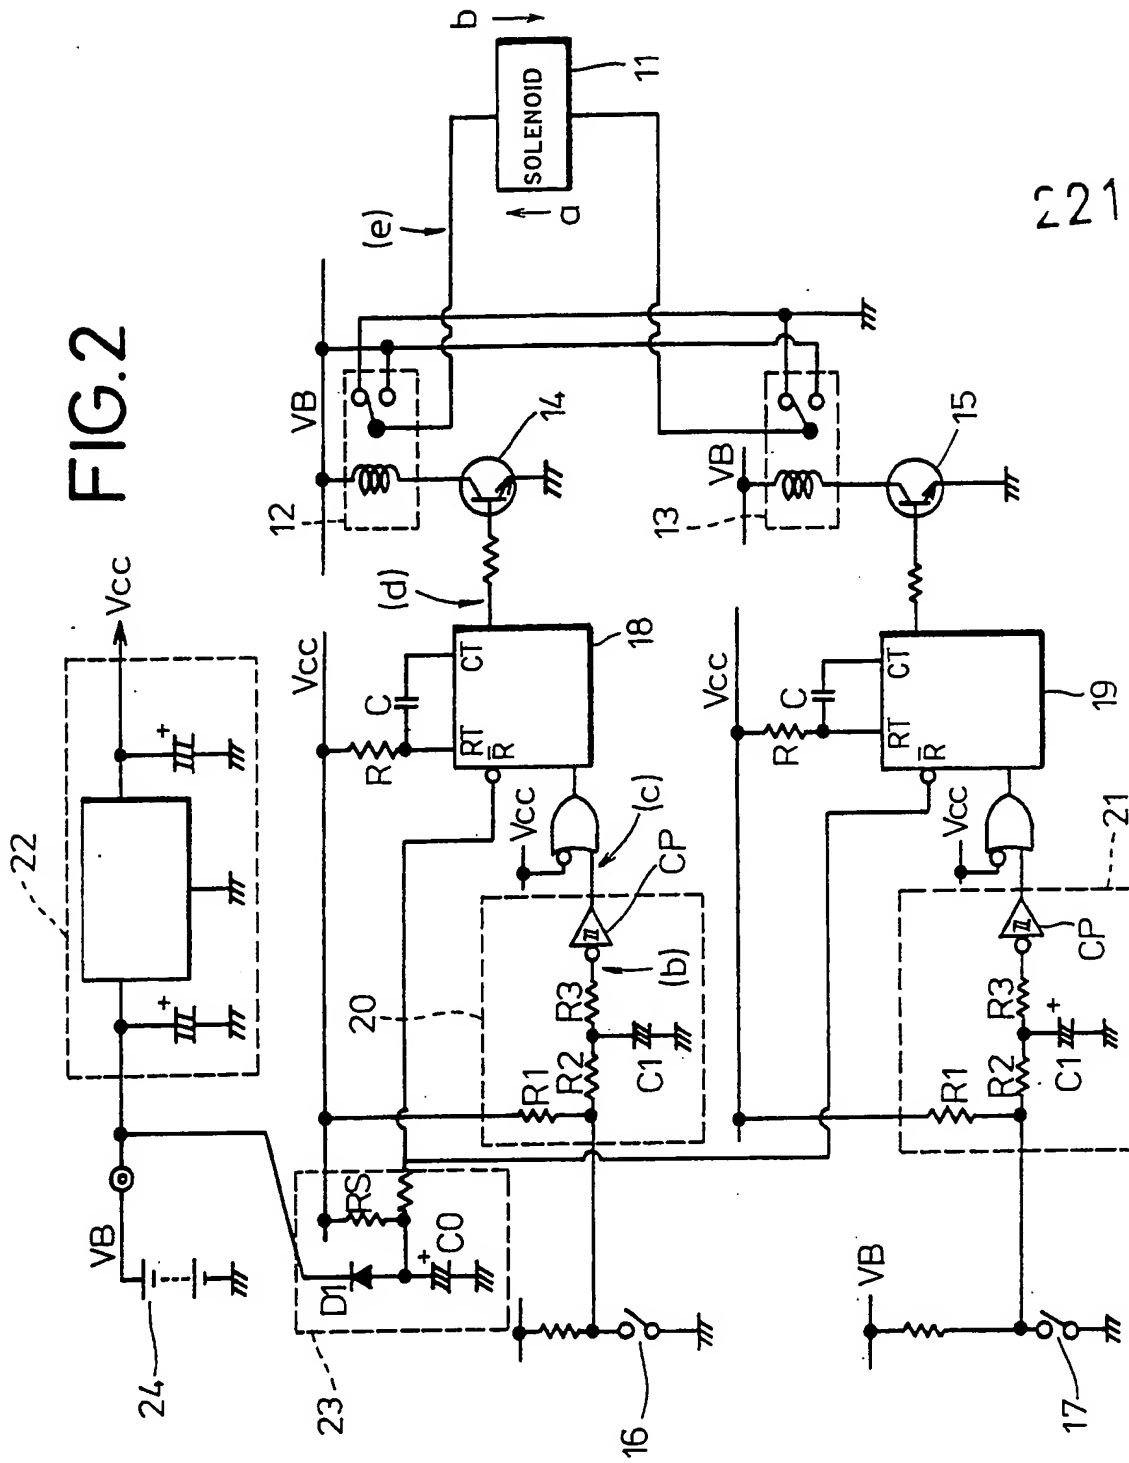 FIG.2
221
22
Vcc
VB
24
23
D1
RS
C0
+
+
+
Vcc
R
C
RT
CT
R̅
18
(d)
12
VB
14
(e)
b
SOLENOID
11
a
20
R1
R2
R3
C1
(b)
CP
(c)
Vcc
16
Vcc
R
C
RT
CT
R̅
19
13
VB
15
Vcc
21
R1
R2
R3
C1
+
CP
VB
17